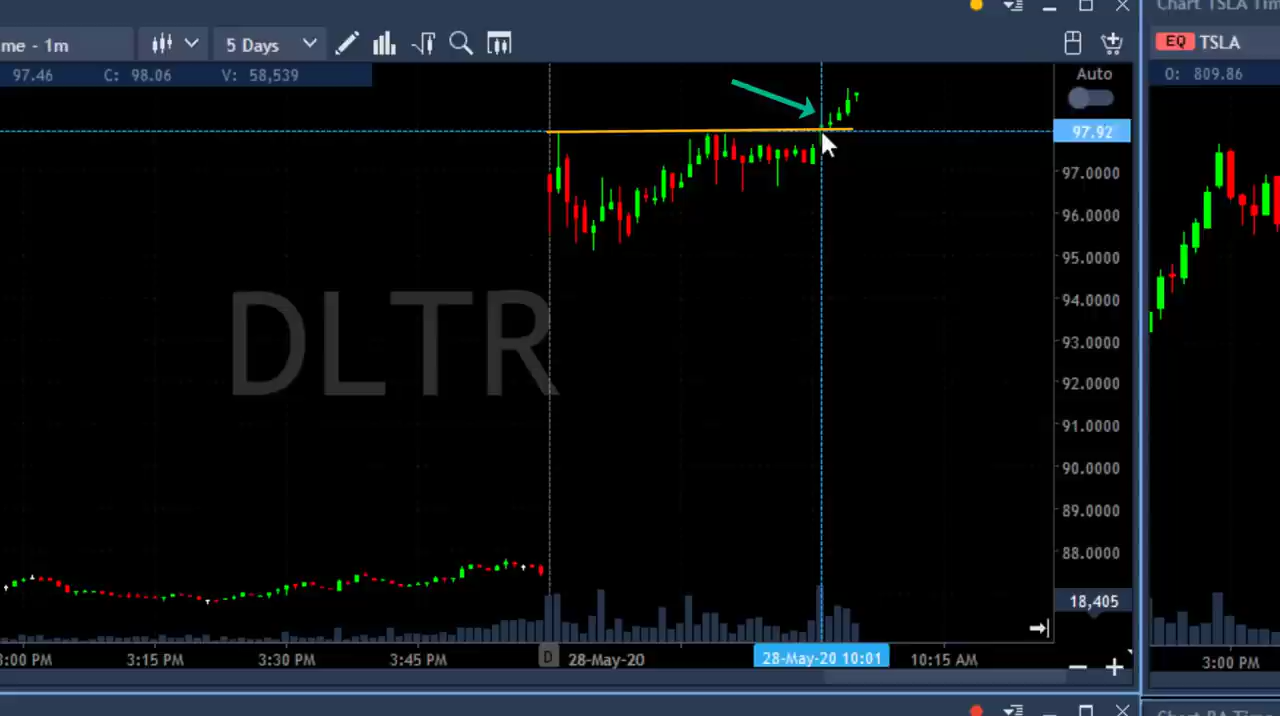 Chart TSLA Tim
me - 1m
5 Days
EQ TSLA
97.46 C: 98.06 V: 58,539
Auto
O: 809.86
97.92
97.0000
96.0000
95.0000
94.0000
93.0000
92.0000
91.0000
90.0000
89.0000
88.0000
DLTR
18,405
3:00 PM 3:15 PM 3:30 PM 3:45 PM D 28-May-20 28-May-20 10:01 10:15 AM
3:00 PM